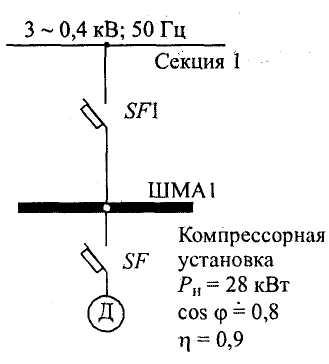 3 ~ 0,4 кВ; 50 Гц
Секция 1
SF1
ШМА1
SF
Д
Компрессорная
установка
Pн = 28 кВт
cos φ = 0,8
η = 0,9